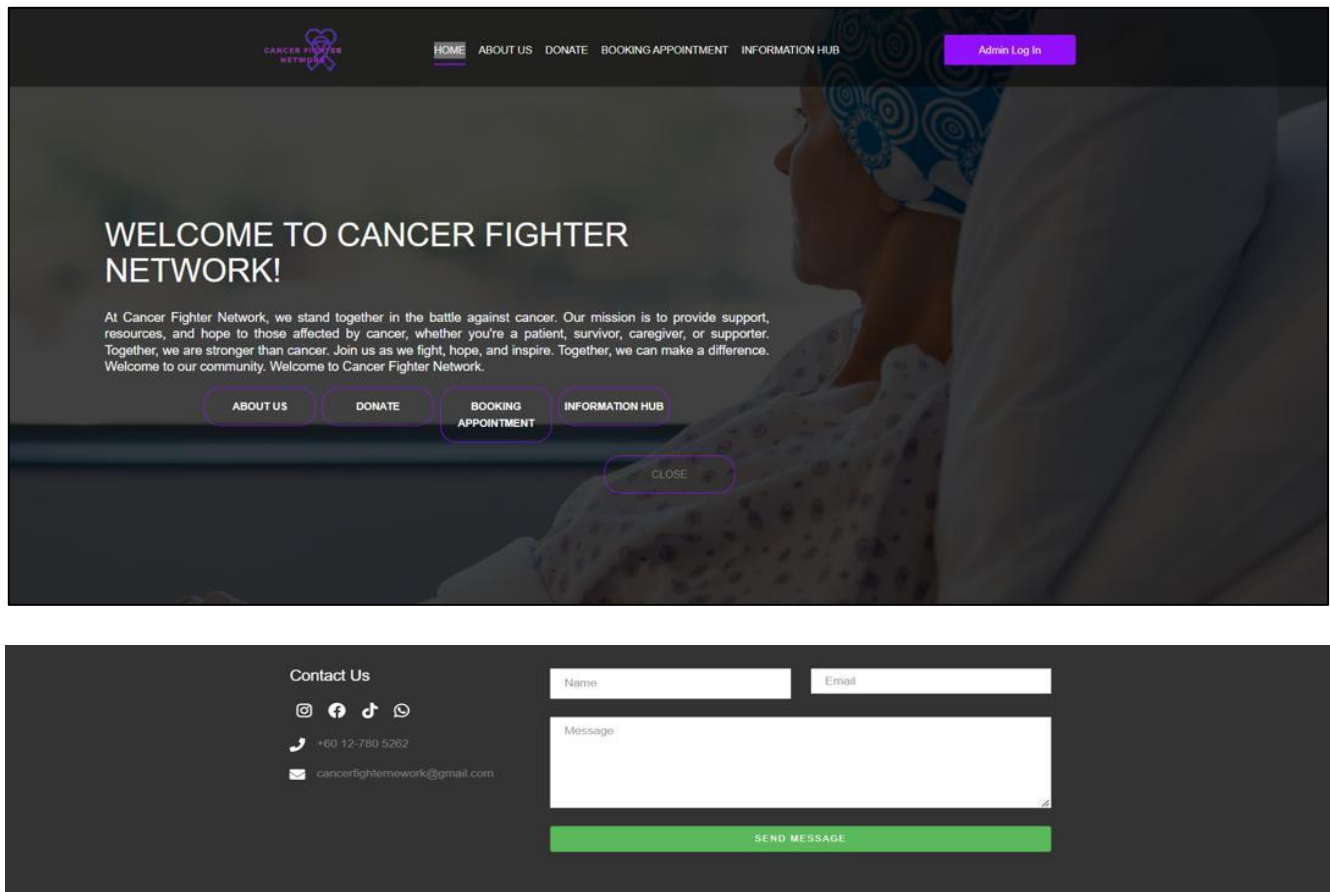 CANCER FIGHTER
NETWORK
HOME ABOUT US DONATE BOOKING APPOINTMENT INFORMATION HUB
Admin Log In
WELCOME TO CANCER FIGHTER
NETWORK!
At Cancer Fighter Network, we stand together in the battle against cancer. Our mission is to provide support,
resources, and hope to those affected by cancer, whether you're a patient, survivor, caregiver, or supporter.
Together, we are stronger than cancer. Join us as we fight, hope, and inspire. Together, we can make a difference.
Welcome to our community. Welcome to Cancer Fighter Network.
ABOUT US DONATE BOOKING INFORMATION HUB
APPOINTMENT
CLOSE
Contact Us
+60 12-780 5262
cancerfighternework@gmail.com
Name Email
Message
SEND MESSAGE